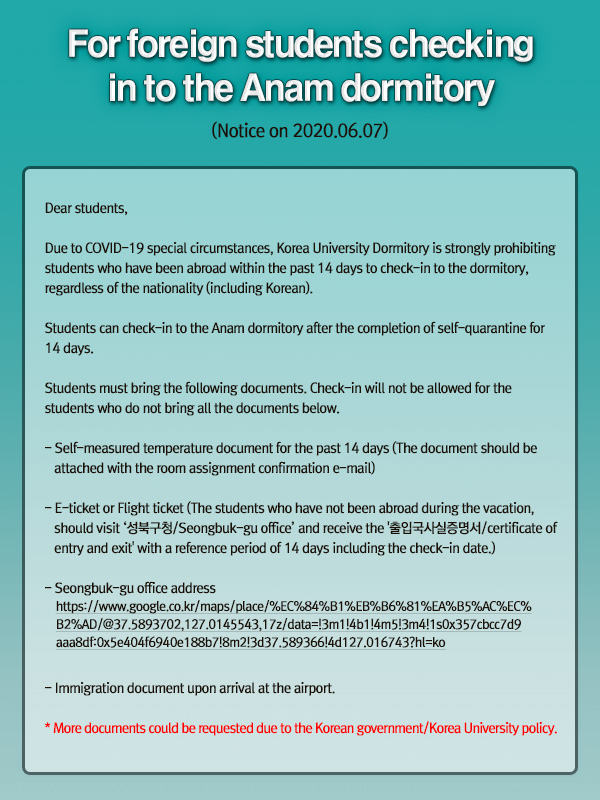 For foreign students checking
in to the Anam dormitory
(Notice on 2020.06.07)
Dear students,
Due to COVID-19 special circumstances, Korea University Dormitory is strongly prohibiting
students who have been abroad within the past 14 days to check-in to the dormitory,
regardless of the nationality (including Korean).
Students can check-in to the Anam dormitory after the completion of self-quarantine for
14 days.
Students must bring the following documents. Check-in will not be allowed for the
students who do not bring all the documents below.
- Self-measured temperature document for the past 14 days (The document should be
attached with the room assignment confirmation e-mail)
- E-ticket or Flight ticket (The students who have not been abroad during the vacation,
should visit ‘성북구청/Seongbuk-gu office’ and receive the '출입국사실증명서/certificate of
entry and exit' with a reference period of 14 days including the check-in date.)
- Seongbuk-gu office address
https://www.google.co.kr/maps/place/%EC%84%B1%EB%B6%81%EA%B5%AC%EC%
B2%AD/@37.5893702,127.0145543,17z/data=!3m1!4b1!4m5!3m4!1s0x357cbcc7d9
aaa8df:0x5e404f6940e188b7!8m2!3d37.589366!4d127.016743?hl=ko
- Immigration document upon arrival at the airport.
* More documents could be requested due to the Korean government/Korea University policy.